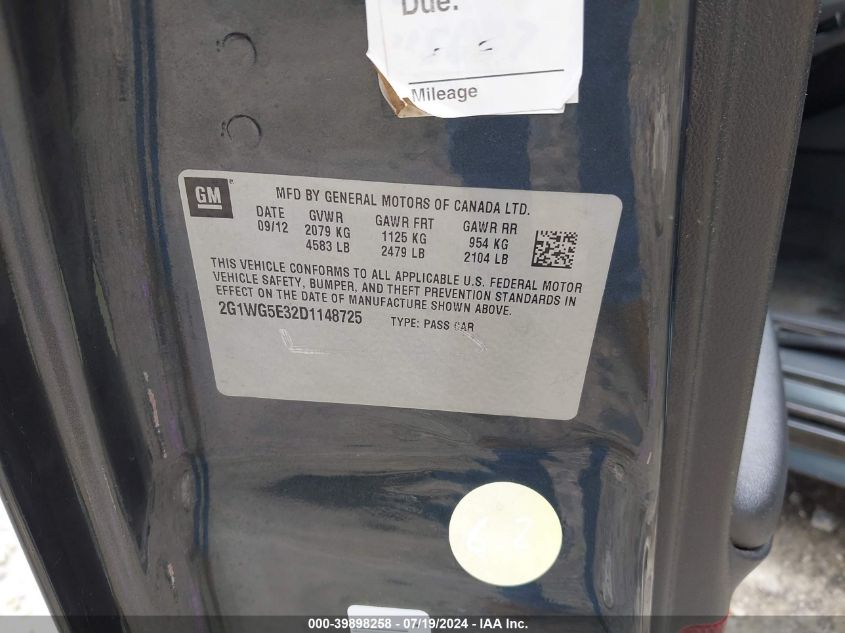 Due:
Mileage
GM
MFD BY GENERAL MOTORS OF CANADA LTD.
DATE GVWR GAWR FRT GAWR RR
09/12 2079 KG 1125 KG 954 KG
4583 LB 2479 LB 2104 LB
THIS VEHICLE CONFORMS TO ALL APPLICABLE U.S. FEDERAL MOTOR
VEHICLE SAFETY, BUMPER, AND THEFT PREVENTION STANDARDS IN
EFFECT ON THE DATE OF MANUFACTURE SHOWN ABOVE.
2G1WG5E32D1148725 TYPE: PASS CAR
000-39898258 - 07/19/2024 - IAA Inc.